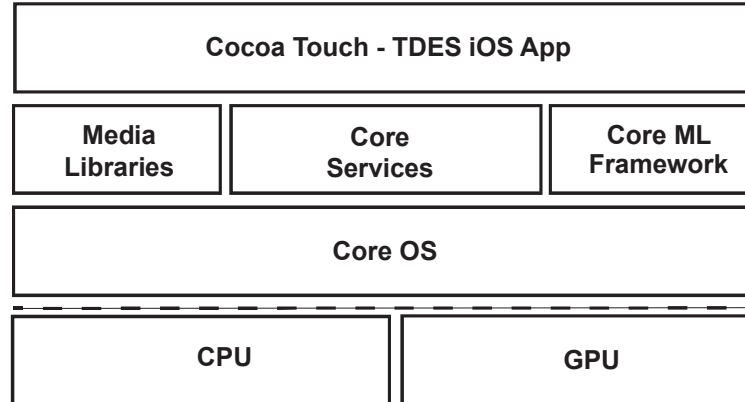 Cocoa Touch - TDES iOS App
Media
Libraries
Core
Services
Core ML
Framework
Core OS
CPU
GPU